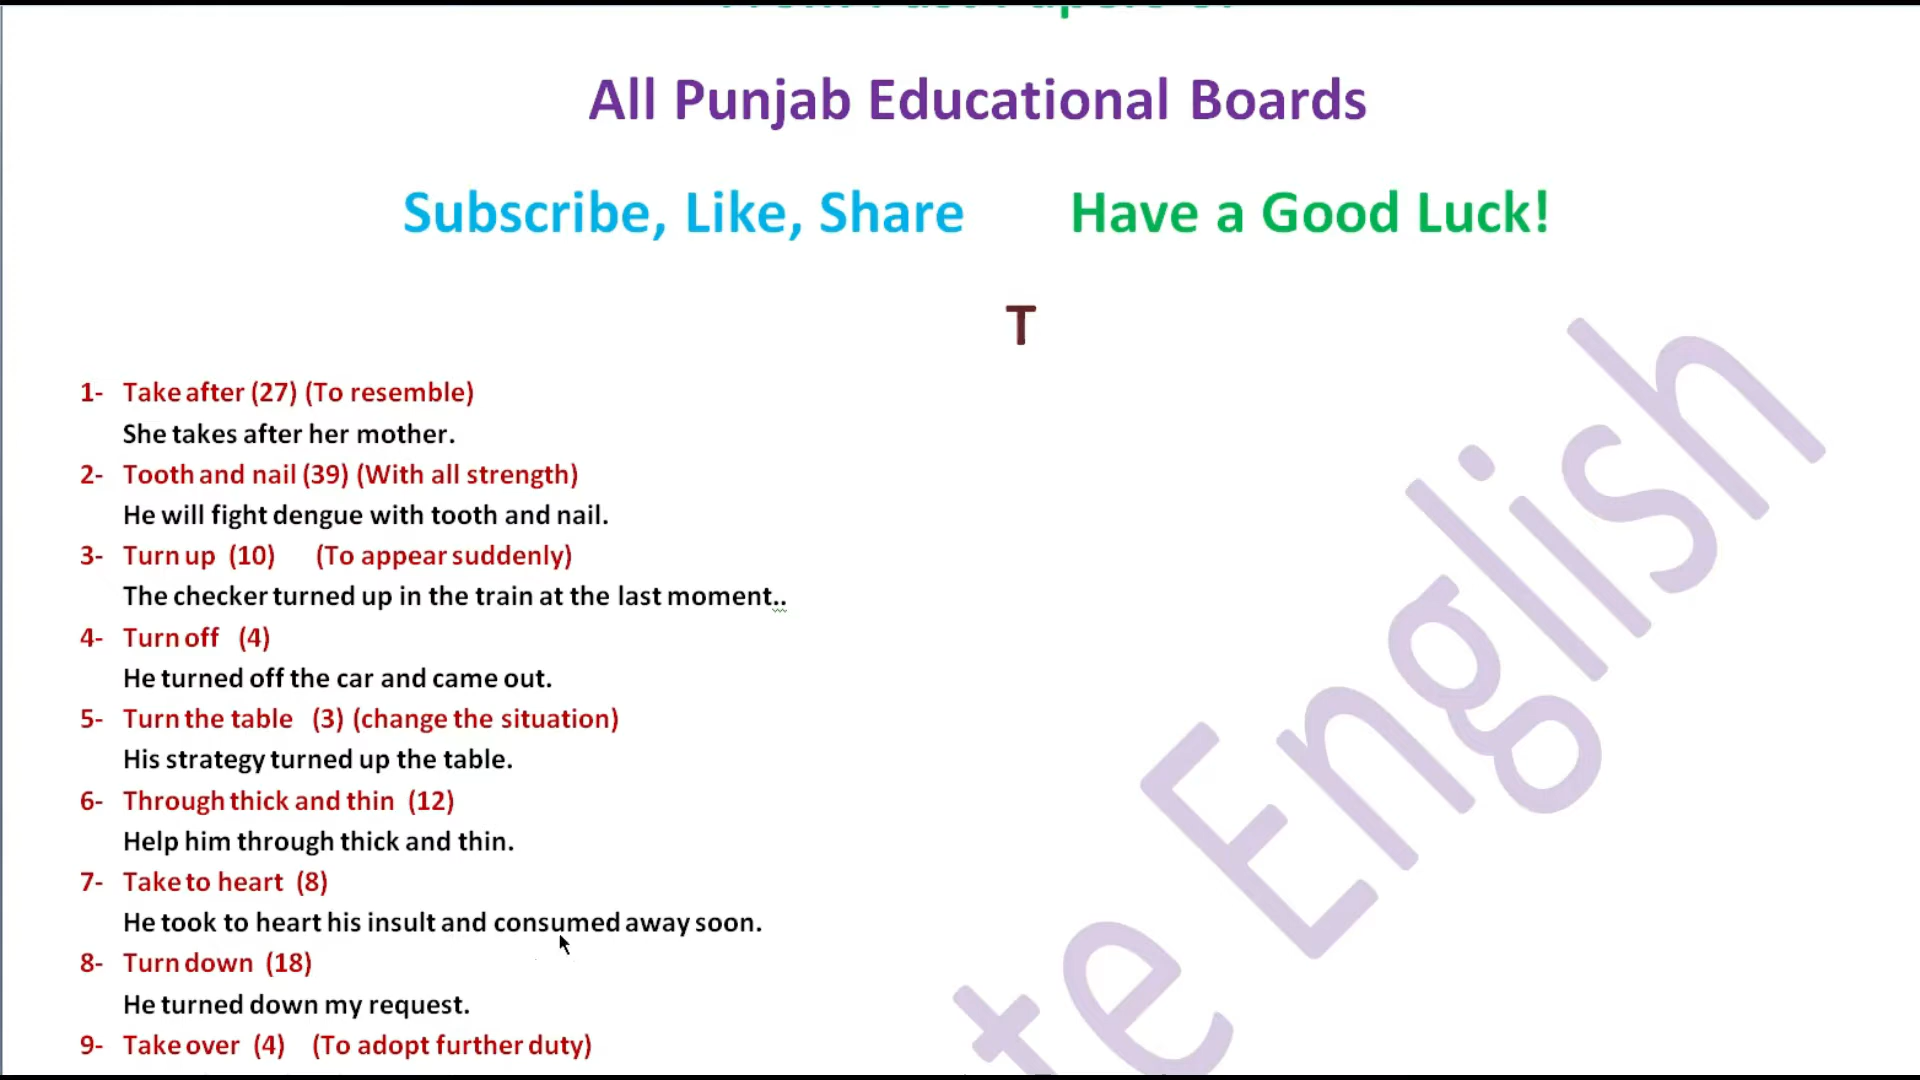 All Punjab Educational Boards
Subscribe, Like, Share Have a Good Luck!
T
1- Take after (27) (To resemble)
She takes after her mother.
2- Tooth and nail (39) (With all strength)
He will fight dengue with tooth and nail.
3- Turn up (10) (To appear suddenly)
The checker turned up in the train at the last moment..
4- Turn off (4)
He turned off the car and came out.
5- Turn the table (3) (change the situation)
His strategy turned up the table.
6- Through thick and thin (12)
Help him through thick and thin.
7- Take to heart (8)
He took to heart his insult and consumed away soon.
8- Turn down (18)
He turned down my request.
9- Take over (4) (To adopt further duty)
te English